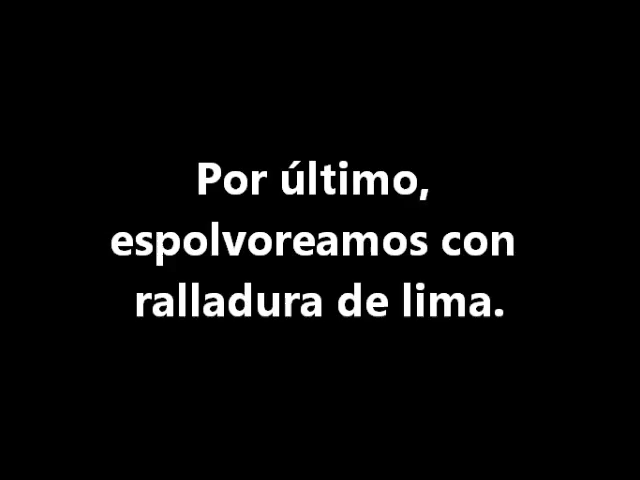 Por último,
espolvoreamos con
ralladura de lima.